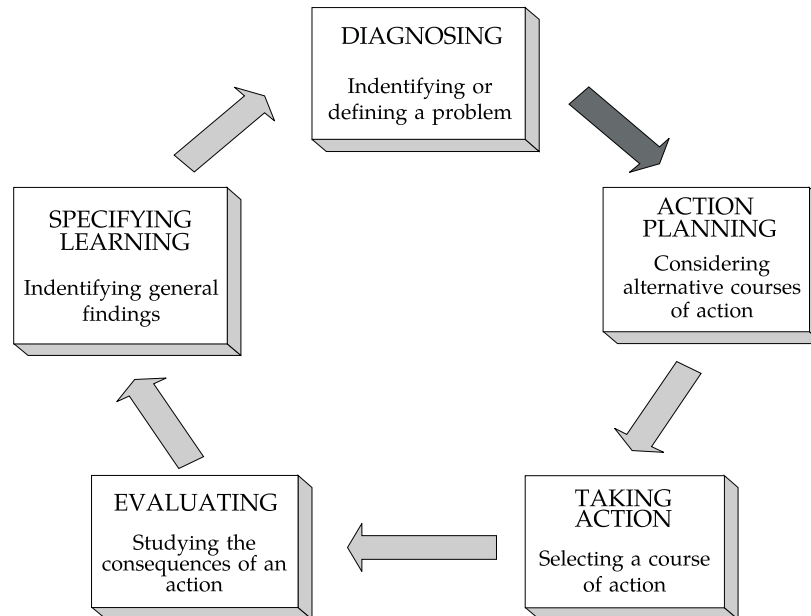 DIAGNOSING
Indentifying or
defining a problem
ACTION
PLANNING
Considering
alternative courses
of action
TAKING
ACTION
Selecting a course
of action
EVALUATING
Studying the
consequences of an
action
SPECIFYING
LEARNING
Indentifying general
findings